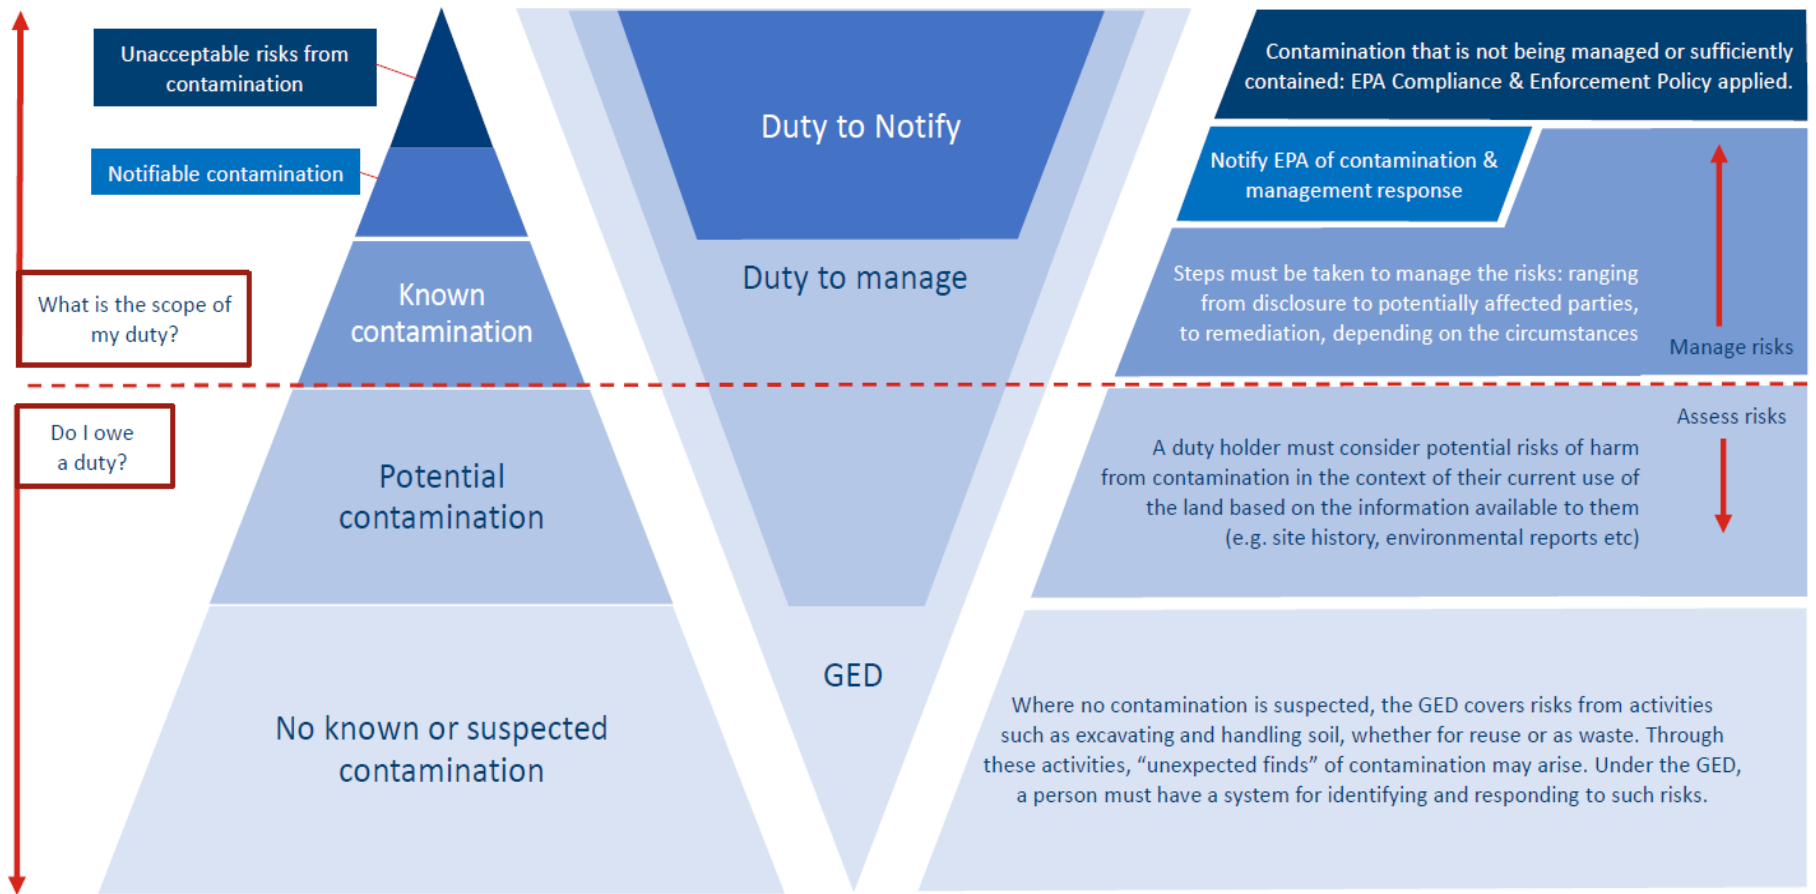 Unacceptable risks from
contamination
Notifiable contamination
What is the scope of
my duty?
Do I owe
a duty?
Known
contamination
Potential
contamination
No known or suspected
contamination
Duty to Notify
Duty to manage
GED
Contamination that is not being managed or sufficiently
contained: EPA Compliance & Enforcement Policy applied.
Notify EPA of contamination &
management response
Steps must be taken to manage the risks: ranging
from disclosure to potentially affected parties,
to remediation, depending on the circumstances
Manage risks
Assess risks
A duty holder must consider potential risks of harm
from contamination in the context of their current use of
the land based on the information available to them
(e.g. site history, environmental reports etc)
Where no contamination is suspected, the GED covers risks from activities
such as excavating and handling soil, whether for reuse or as waste. Through
these activities, “unexpected finds” of contamination may arise. Under the GED,
a person must have a system for identifying and responding to such risks.